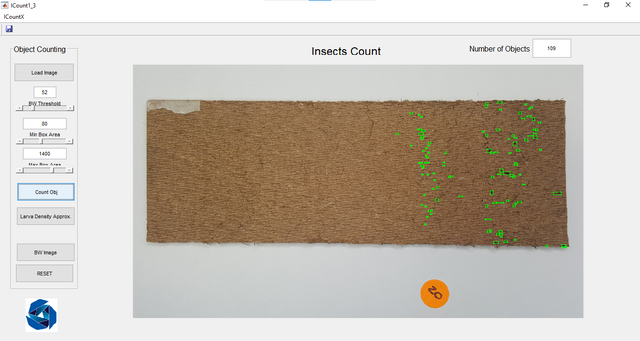 ICount1_3
ICountX
Object Counting
Load Image
52
BW Threshold
80
Min Box Area
1400
Max Box Area
Count Obj
Larva Density Approx.
BW Image
RESET
Insects Count
Number of Objects
109
20